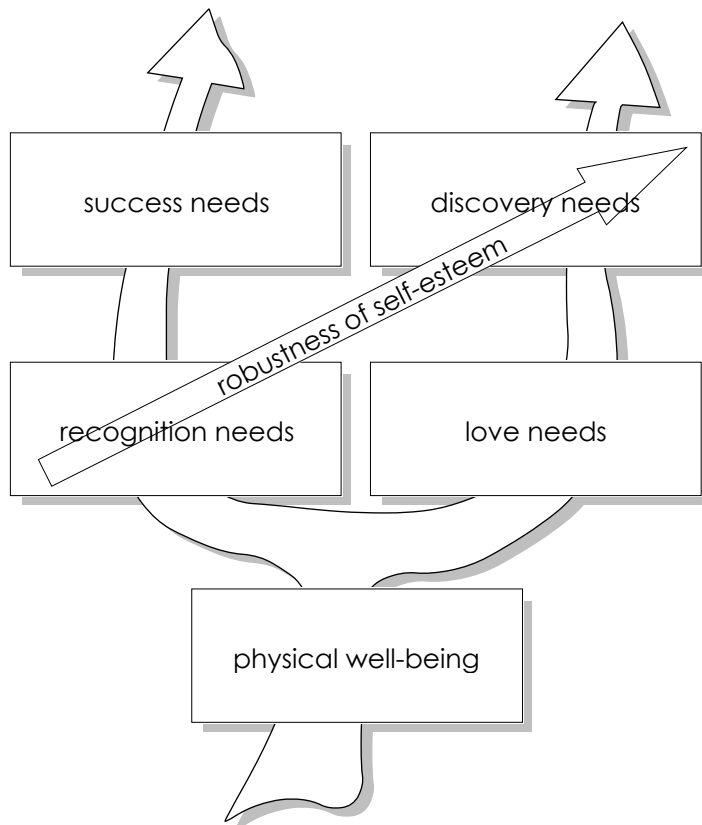 success needs
discovery needs
robustness of self-esteem
recognition needs
love needs
physical well-being